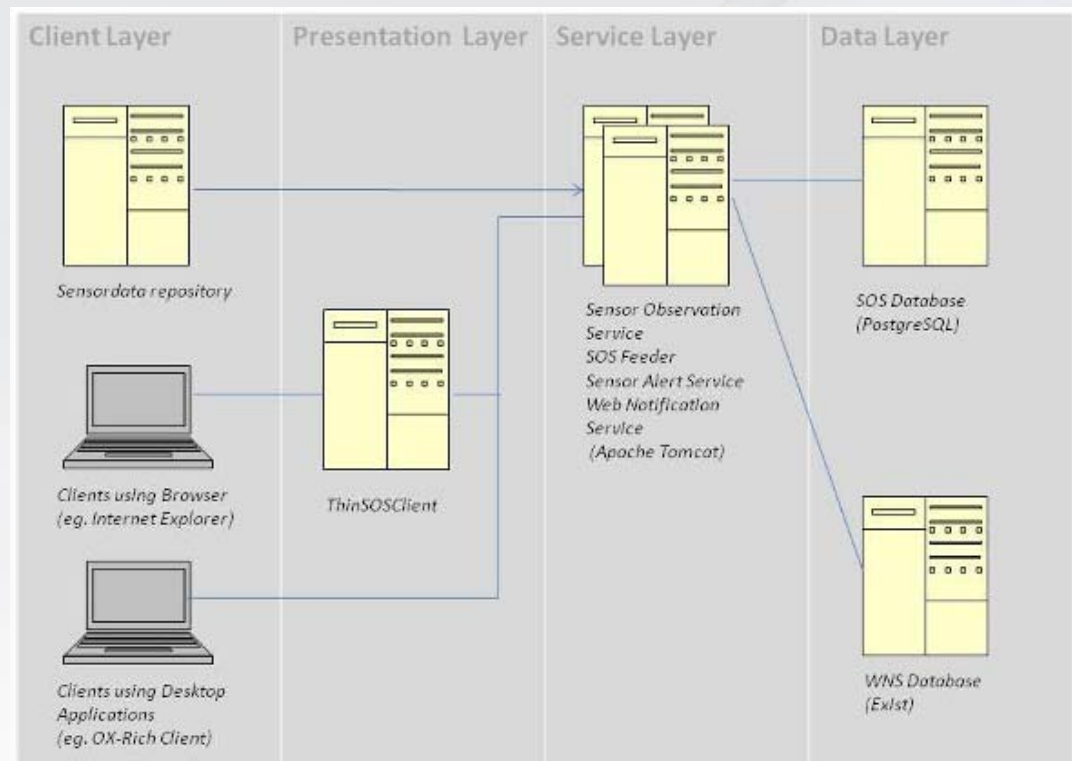 Client Layer
Presentation Layer
Service Layer
Data Layer
Sensordata repository
Clients using Browser
(eg. Internet Explorer)
Clients using Desktop
Applications
(eg. OX-Rich Client)
ThinSOSClient
Sensor Observation
Service
SOS Feeder
Sensor Alert Service
Web Notification
Service
(Apache Tomcat)
SOS Database
(PostgreSQL)
WNS Database
(Exist)